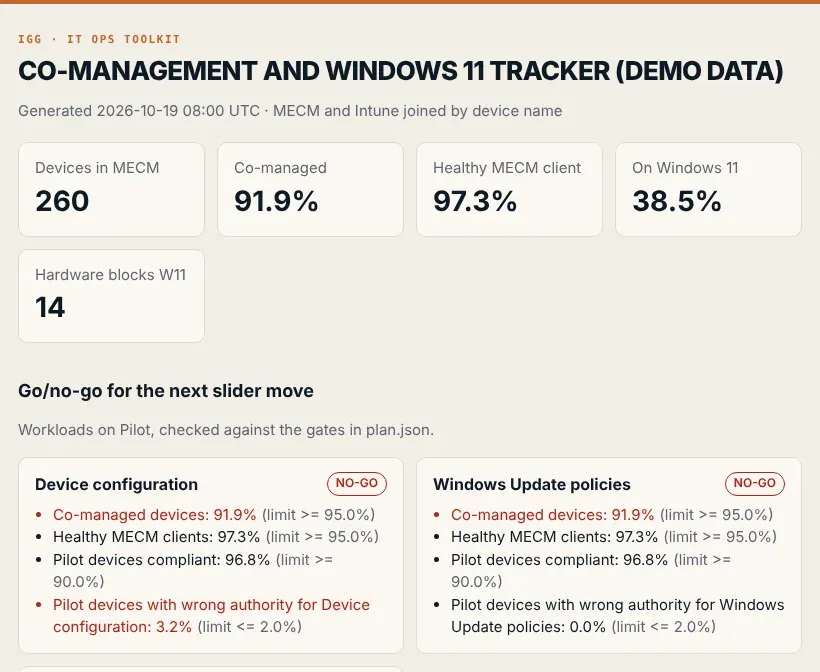 IGG · IT OPS TOOLKIT
CO-MANAGEMENT AND WINDOWS 11 TRACKER (DEMO DATA)
Generated 2026-10-19 08:00 UTC · MECM and Intune joined by device name
Devices in MECM
260
Co-managed
91.9%
Healthy MECM client
97.3%
On Windows 11
38.5%
Hardware blocks W11
14
Go/no-go for the next slider move
Workloads on Pilot, checked against the gates in plan.json.
Device configuration
NO-GO
• Co-managed devices: 91.9% (limit >= 95.0%)
• Healthy MECM clients: 97.3% (limit >= 95.0%)
• Pilot devices compliant: 96.8% (limit >=
90.0%)
• Pilot devices with wrong authority for Device
configuration: 3.2% (limit <= 2.0%)
Windows Update policies
NO-GO
• Co-managed devices: 91.9% (limit >= 95.0%)
• Healthy MECM clients: 97.3% (limit >= 95.0%)
• Pilot devices compliant: 96.8% (limit >=
90.0%)
• Pilot devices with wrong authority for Windows
Update policies: 0.0% (limit <= 2.0%)